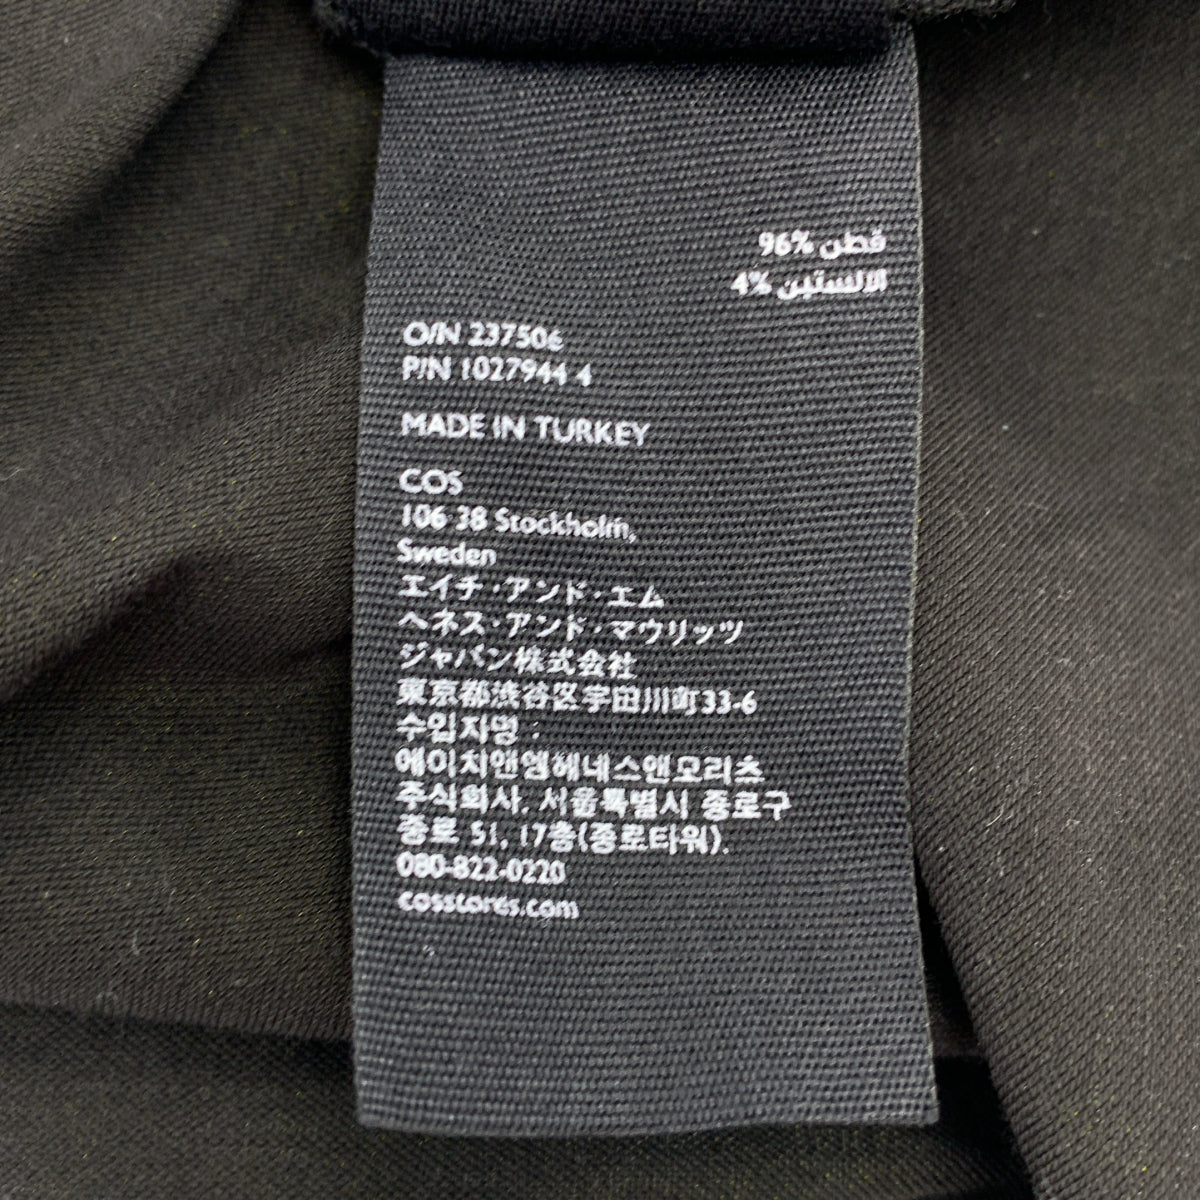 قطن %96
الالستين %4
O/N 237506
P/N 1027944 4
MADE IN TURKEY
COS
106 38 Stockholm,
Sweden
エイチ・アンド・エム
ヘネス・アンド・マウリッツ
ジャパン株式会社
東京都渋谷区宇田川町33-6
수입자명 :
에이치앤엠헤네스앤모리츠
주식회사, 서울특별시 종로구
종로 51, 17층(종로타워).
080-822-0220
cosstores.com